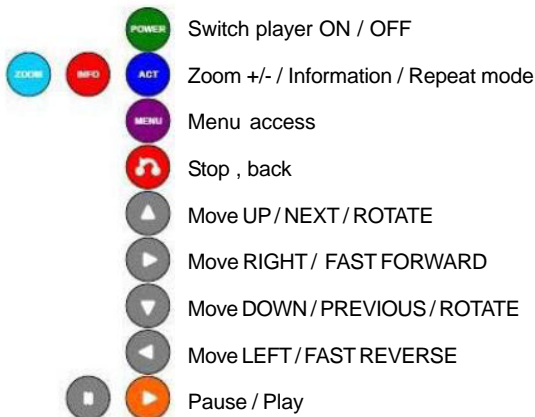 POWER Switch player ON / OFF
ZOOM INFO ACT Zoom +/- / Information / Repeat mode
MENU Menu access
Stop , back
Move UP / NEXT / ROTATE
Move RIGHT / FAST FORWARD
Move DOWN / PREVIOUS / ROTATE
Move LEFT / FAST REVERSE
Pause / Play